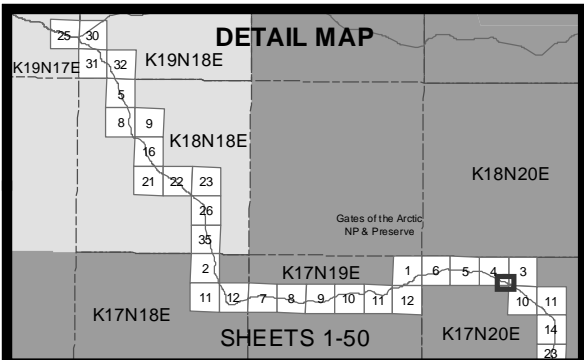 DETAIL MAP
25 30
K19N17E 31 32 K19N18E
5
8 9
K18N18E
16
21 22 23
K18N20E
26
Gates of the Arctic
NP & Preserve
35
2 K17N19E 1 6 5 4 3
11 12 7 8 9 10 11 12 10 11
K17N18E SHEETS 1-50 K17N20E 14
23